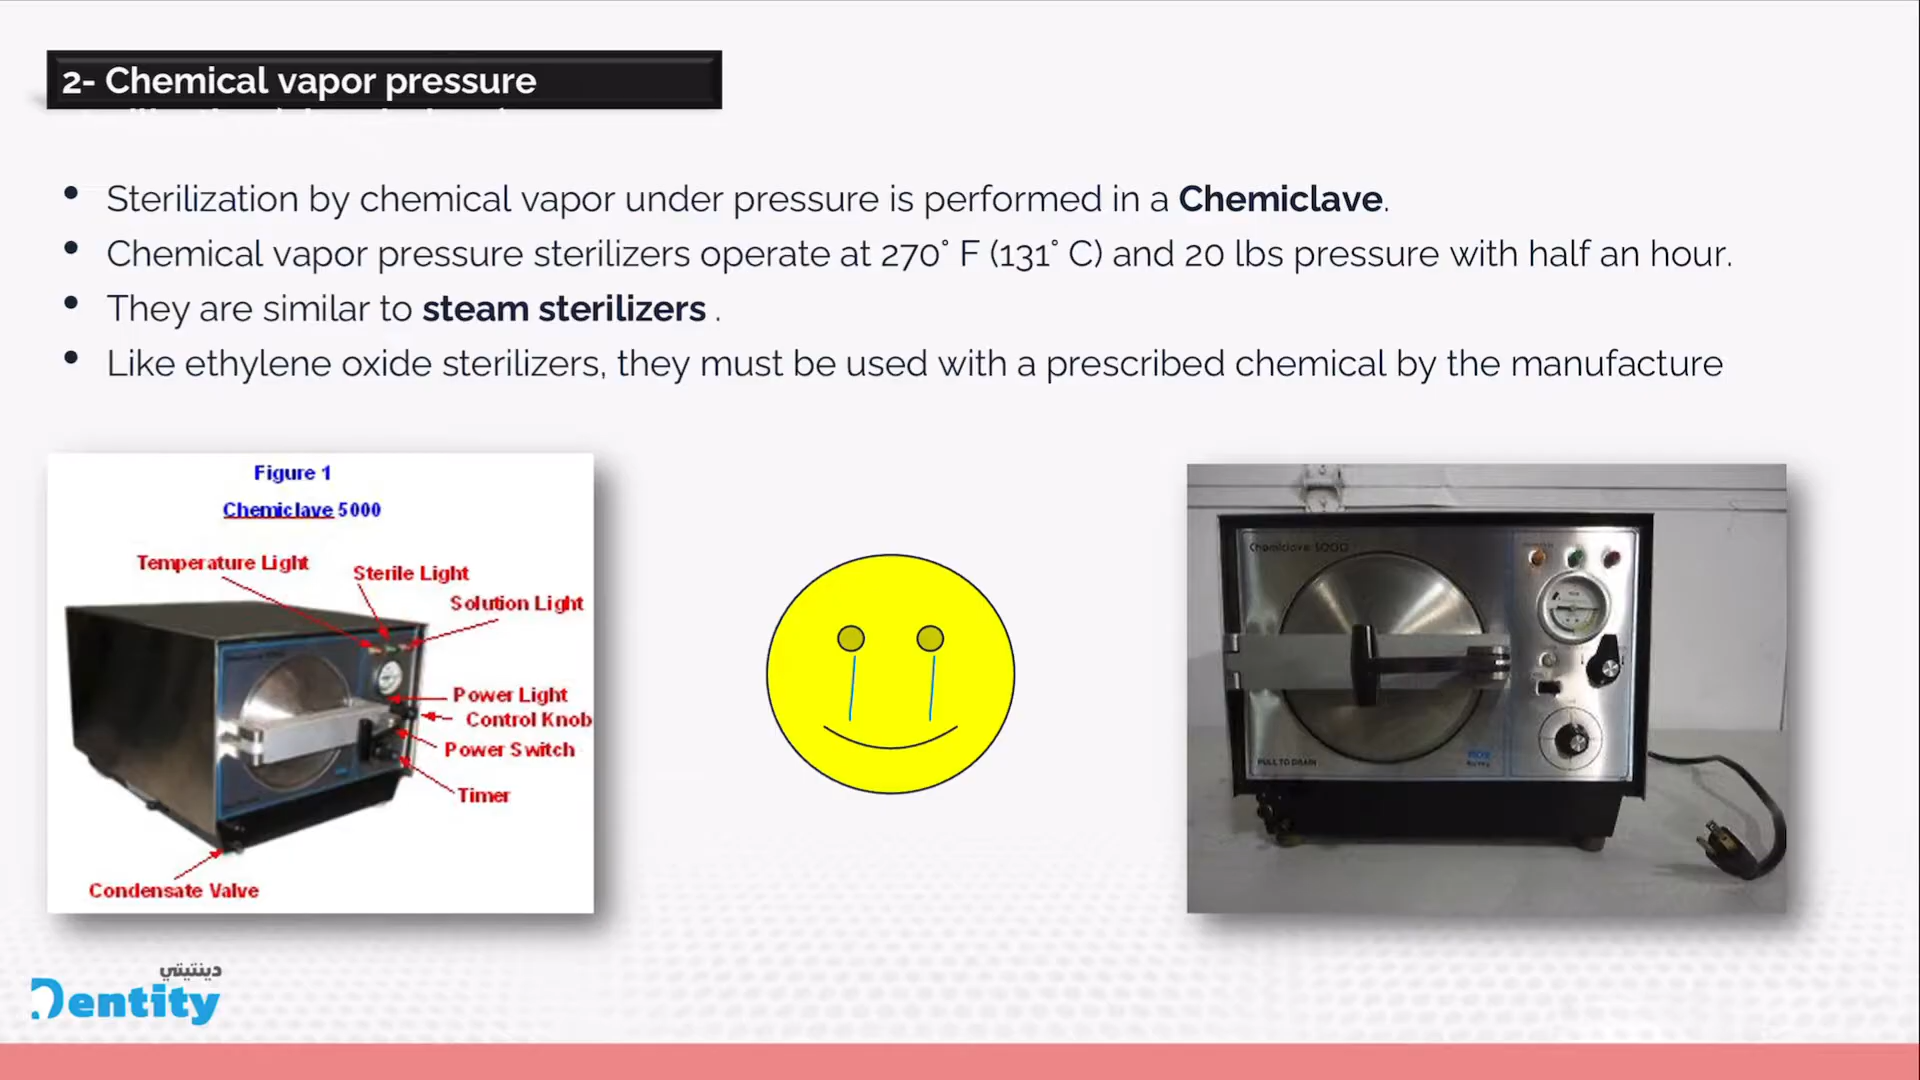 2- Chemical vapor pressure
• Sterilization by chemical vapor under pressure is performed in a Chemiclave.
• Chemical vapor pressure sterilizers operate at 270° F (131° C) and 20 lbs pressure with half an hour.
• They are similar to steam sterilizers .
• Like ethylene oxide sterilizers, they must be used with a prescribed chemical by the manufacture
Figure 1
Chemiclave 5000
Temperature Light
Sterile Light
Solution Light
Power Light
Control Knob
Power Switch
Timer
Condensate Valve
Chemiclave 5000
PULL TO DRAIN
دينتيتي
Dentity